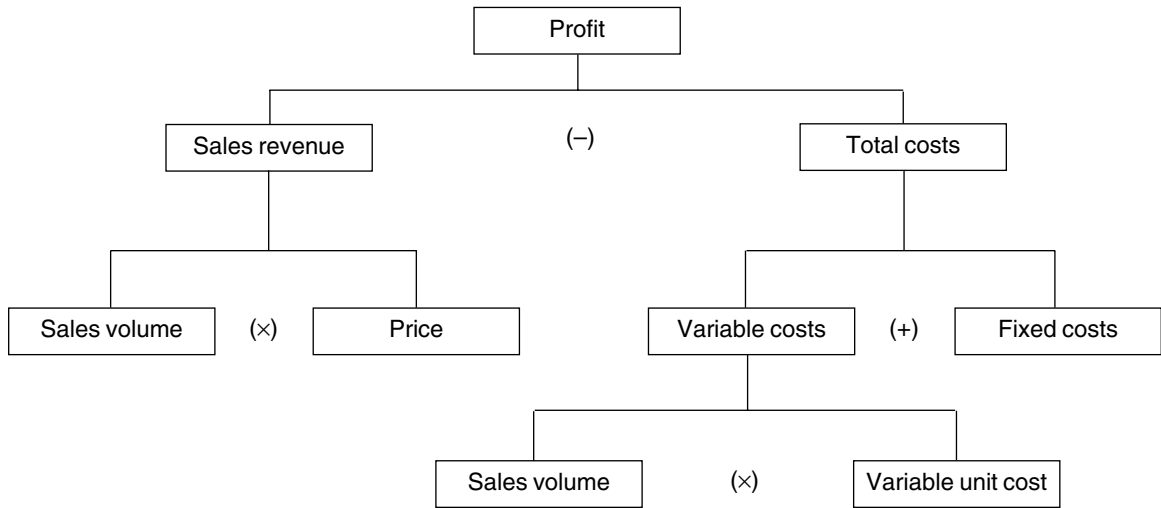 Profit
Sales revenue
(–)
Total costs
Sales volume
(×)
Price
Variable costs
(+)
Fixed costs
Sales volume
(×)
Variable unit cost